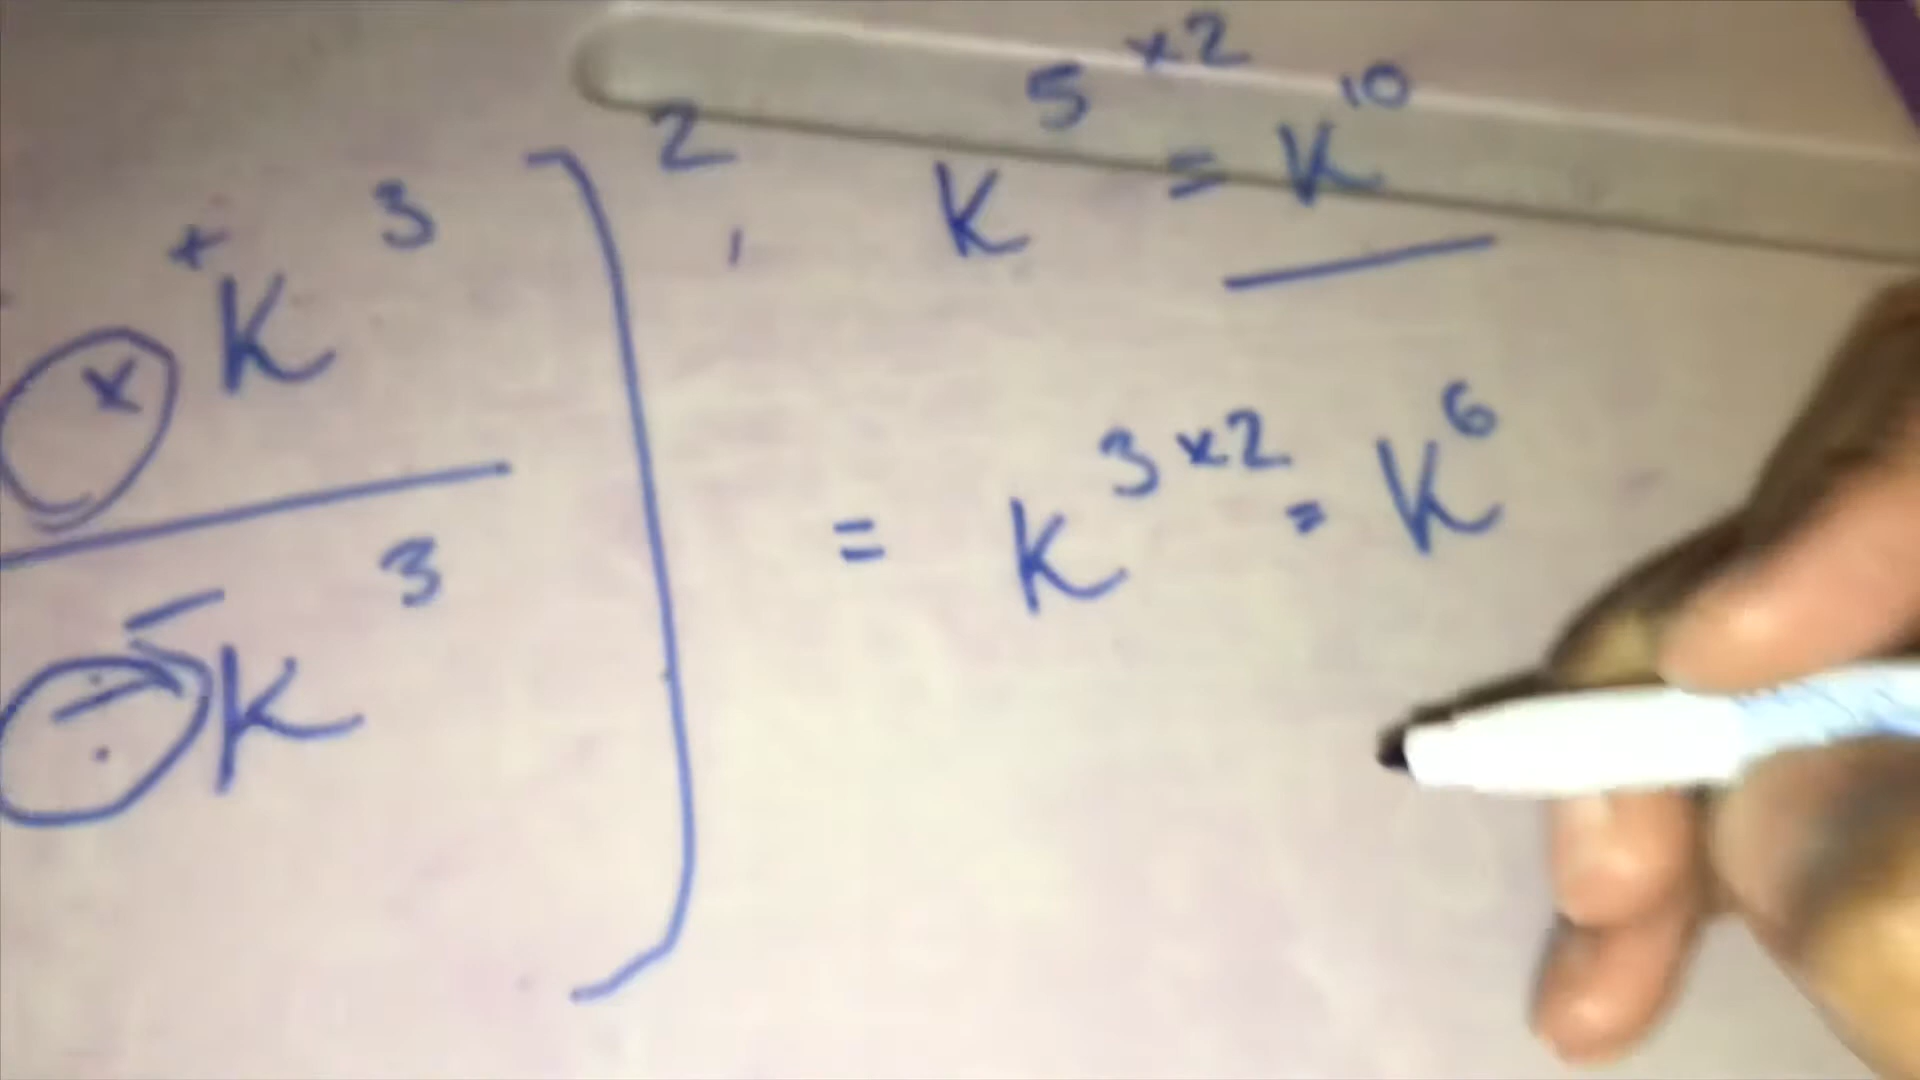 K^5 ×2 = K^10
× + K^3 ]^2
÷ - K^3
= K^3×2 = K^6